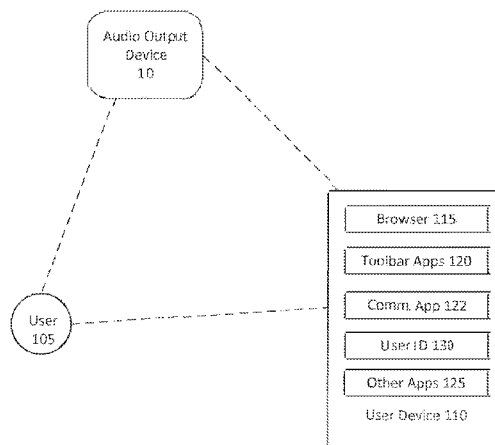 Audio Output
Device
10
Browser 115
Toolbar Apps 120
Comm. App 122
User ID 130
Other Apps 125
User Device 110
User
105